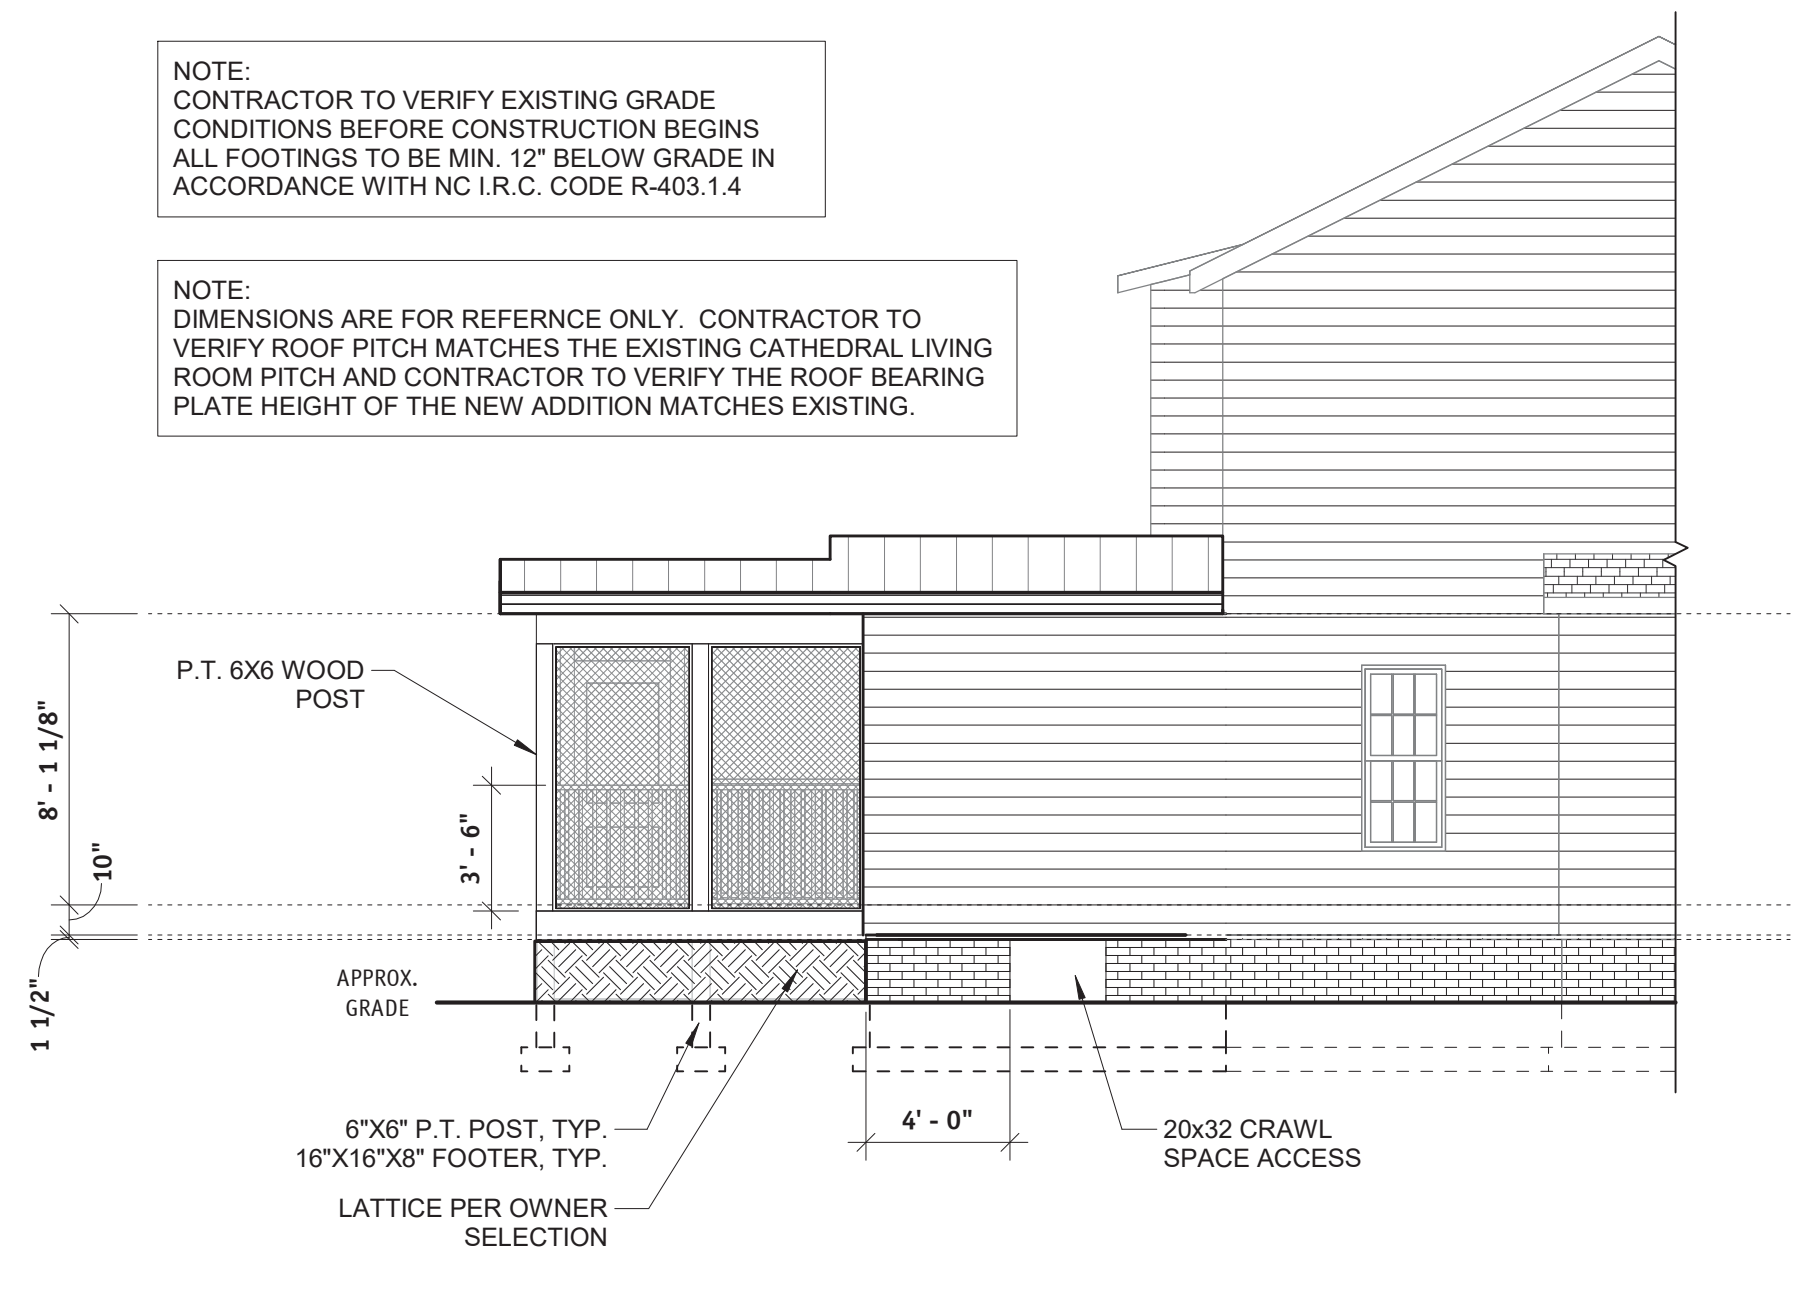 NOTE:
CONTRACTOR TO VERIFY EXISTING GRADE
CONDITIONS BEFORE CONSTRUCTION BEGINS
ALL FOOTINGS TO BE MIN. 12" BELOW GRADE IN
ACCORDANCE WITH NC I.R.C. CODE R-403.1.4
NOTE:
DIMENSIONS ARE FOR REFERNCE ONLY. CONTRACTOR TO
VERIFY ROOF PITCH MATCHES THE EXISTING CATHEDRAL LIVING
ROOM PITCH AND CONTRACTOR TO VERIFY THE ROOF BEARING
PLATE HEIGHT OF THE NEW ADDITION MATCHES EXISTING.
P.T. 6X6 WOOD
POST
8' - 1 1/8"
10"
3' - 6"
1 1/2"
APPROX.
GRADE
6"X6" P.T. POST, TYP.
16"X16"X8" FOOTER, TYP.
4' - 0"
20x32 CRAWL
SPACE ACCESS
LATTICE PER OWNER
SELECTION